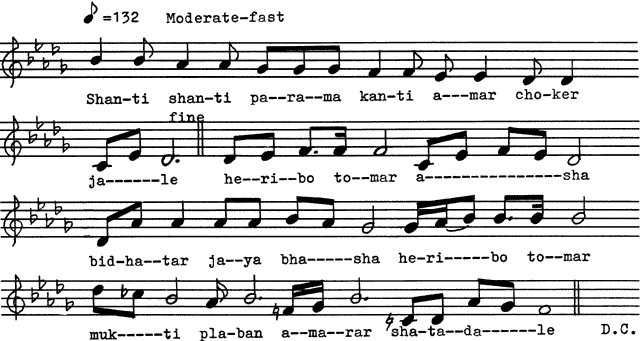 ♪=132 Moderate-fast
Shan-ti shan-ti pa--ra--ma kan-ti a---mar cho-ker
fine
ja------le he--ri--bo to--mar a---------------sha
bid-ha--tar ja--ya bha-----sha he-ri-----bo to--mar
muk-----ti pla-ban a--ma--rar sha-ta--da------le D.C.